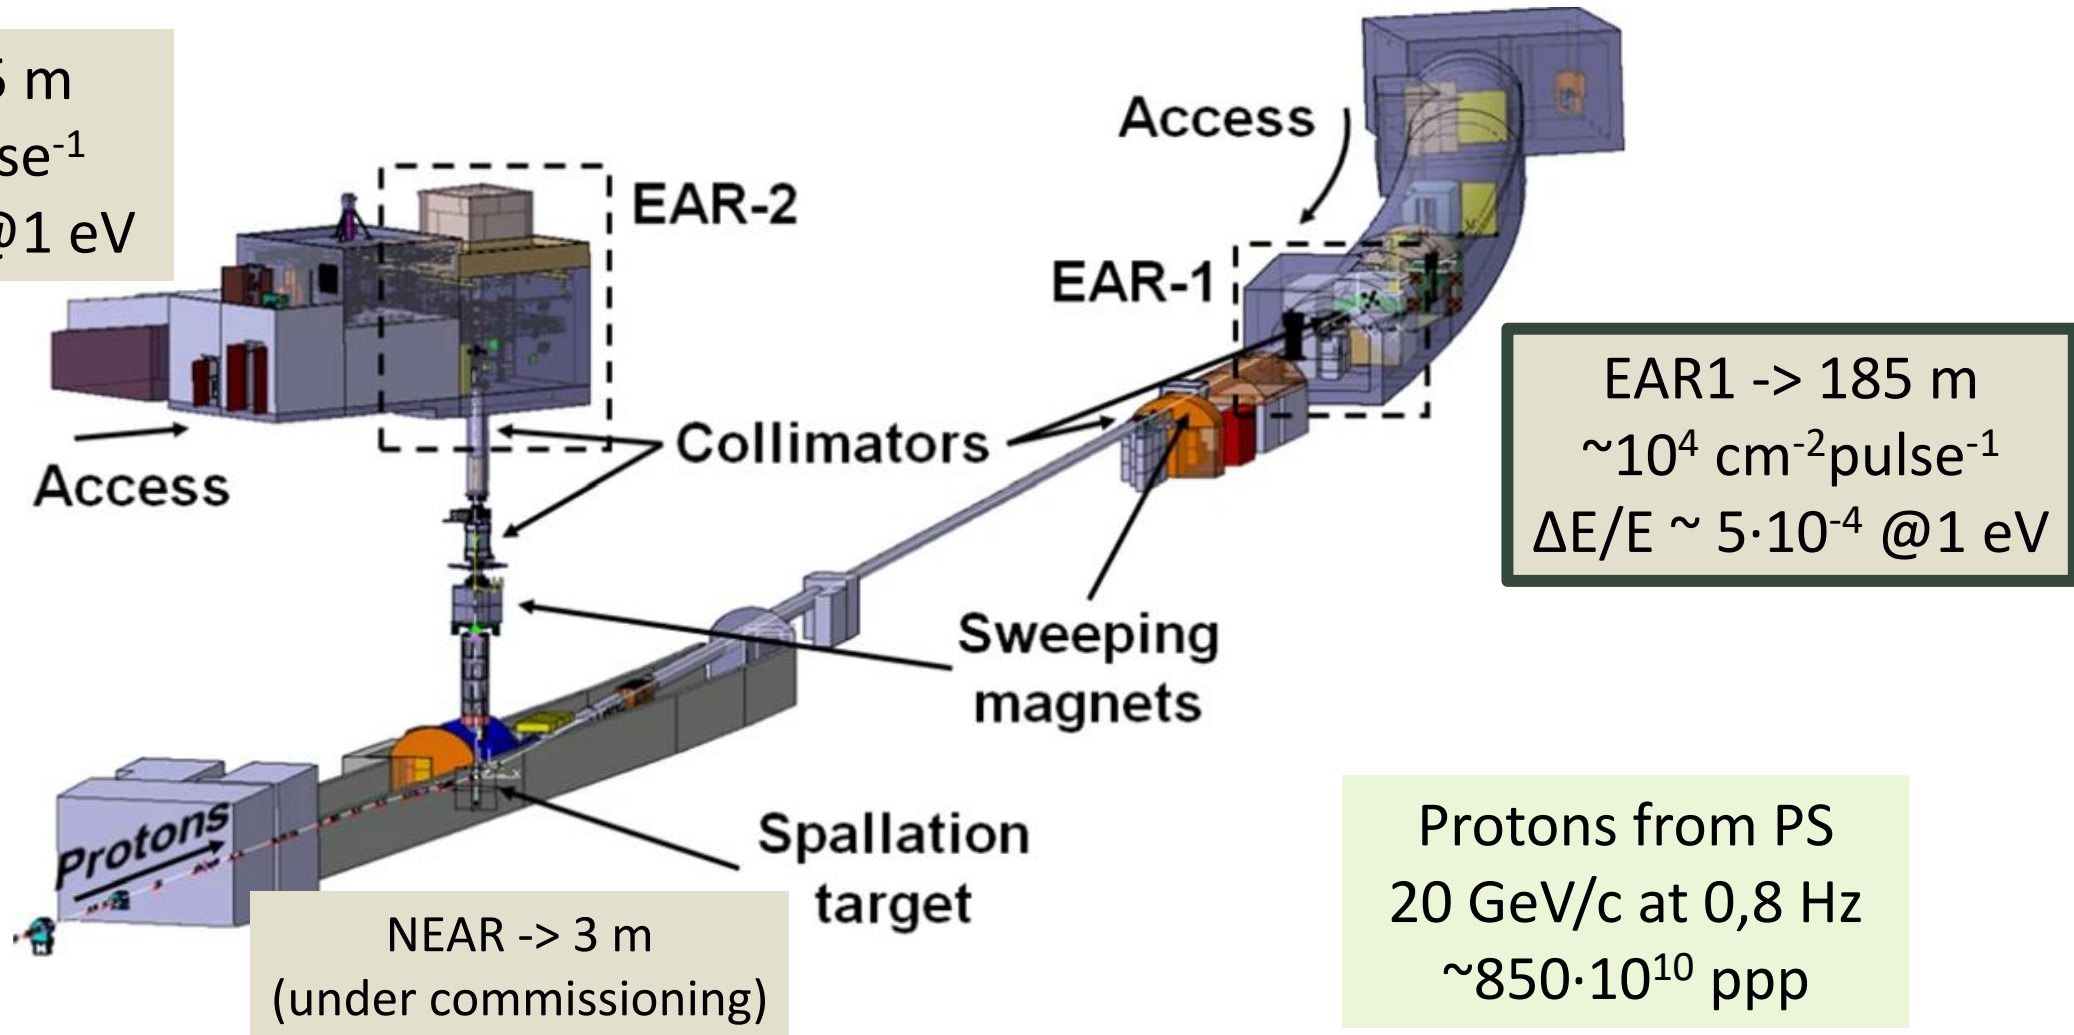 m
@1 eV
EAR-2
Access
EAR-1
EAR1 -> 185 m
~10⁴ cm⁻²pulse⁻¹
ΔE/E ~ 5·10⁻⁴ @1 eV
Collimators
Access
Sweeping
magnets
Protons
Spallation
target
NEAR -> 3 m
(under commissioning)
Protons from PS
20 GeV/c at 0,8 Hz
~850·10¹⁰ ppp